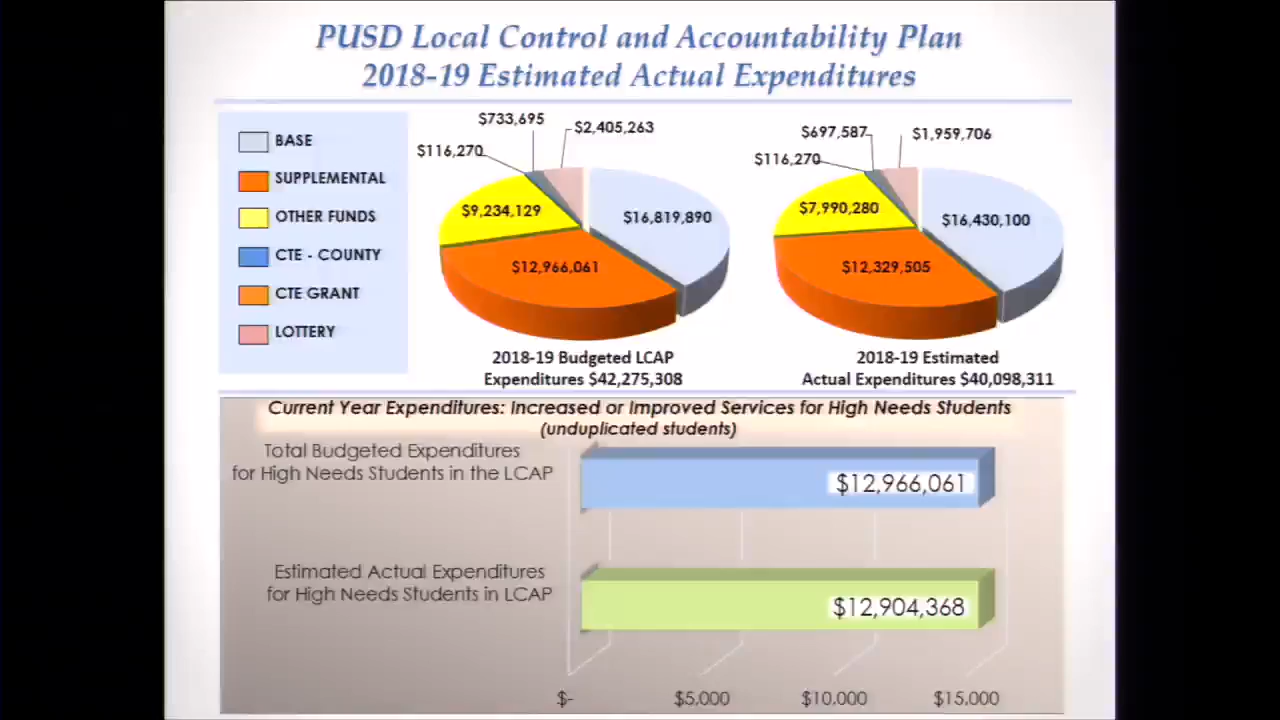 PUSD Local Control and Accountability Plan
2018-19 Estimated Actual Expenditures
BASE
SUPPLEMENTAL
OTHER FUNDS
CTE - COUNTY
CTE GRANT
LOTTERY
$733,695
$2,405,263
$116,270
$9,234,129
$16,819,890
$12,966,061
2018-19 Budgeted LCAP
Expenditures $42,275,308
$697,587
$1,959,706
$116,270
$7,990,280
$16,430,100
$12,329,505
2018-19 Estimated
Actual Expenditures $40,098,311
Current Year Expenditures: Increased or Improved Services for High Needs Students
(unduplicated students)
Total Budgeted Expenditures
for High Needs Students in the LCAP
$12,966,061
Estimated Actual Expenditures
for High Needs Students in LCAP
$12,904,368
$-
$5,000
$10,000
$15,000